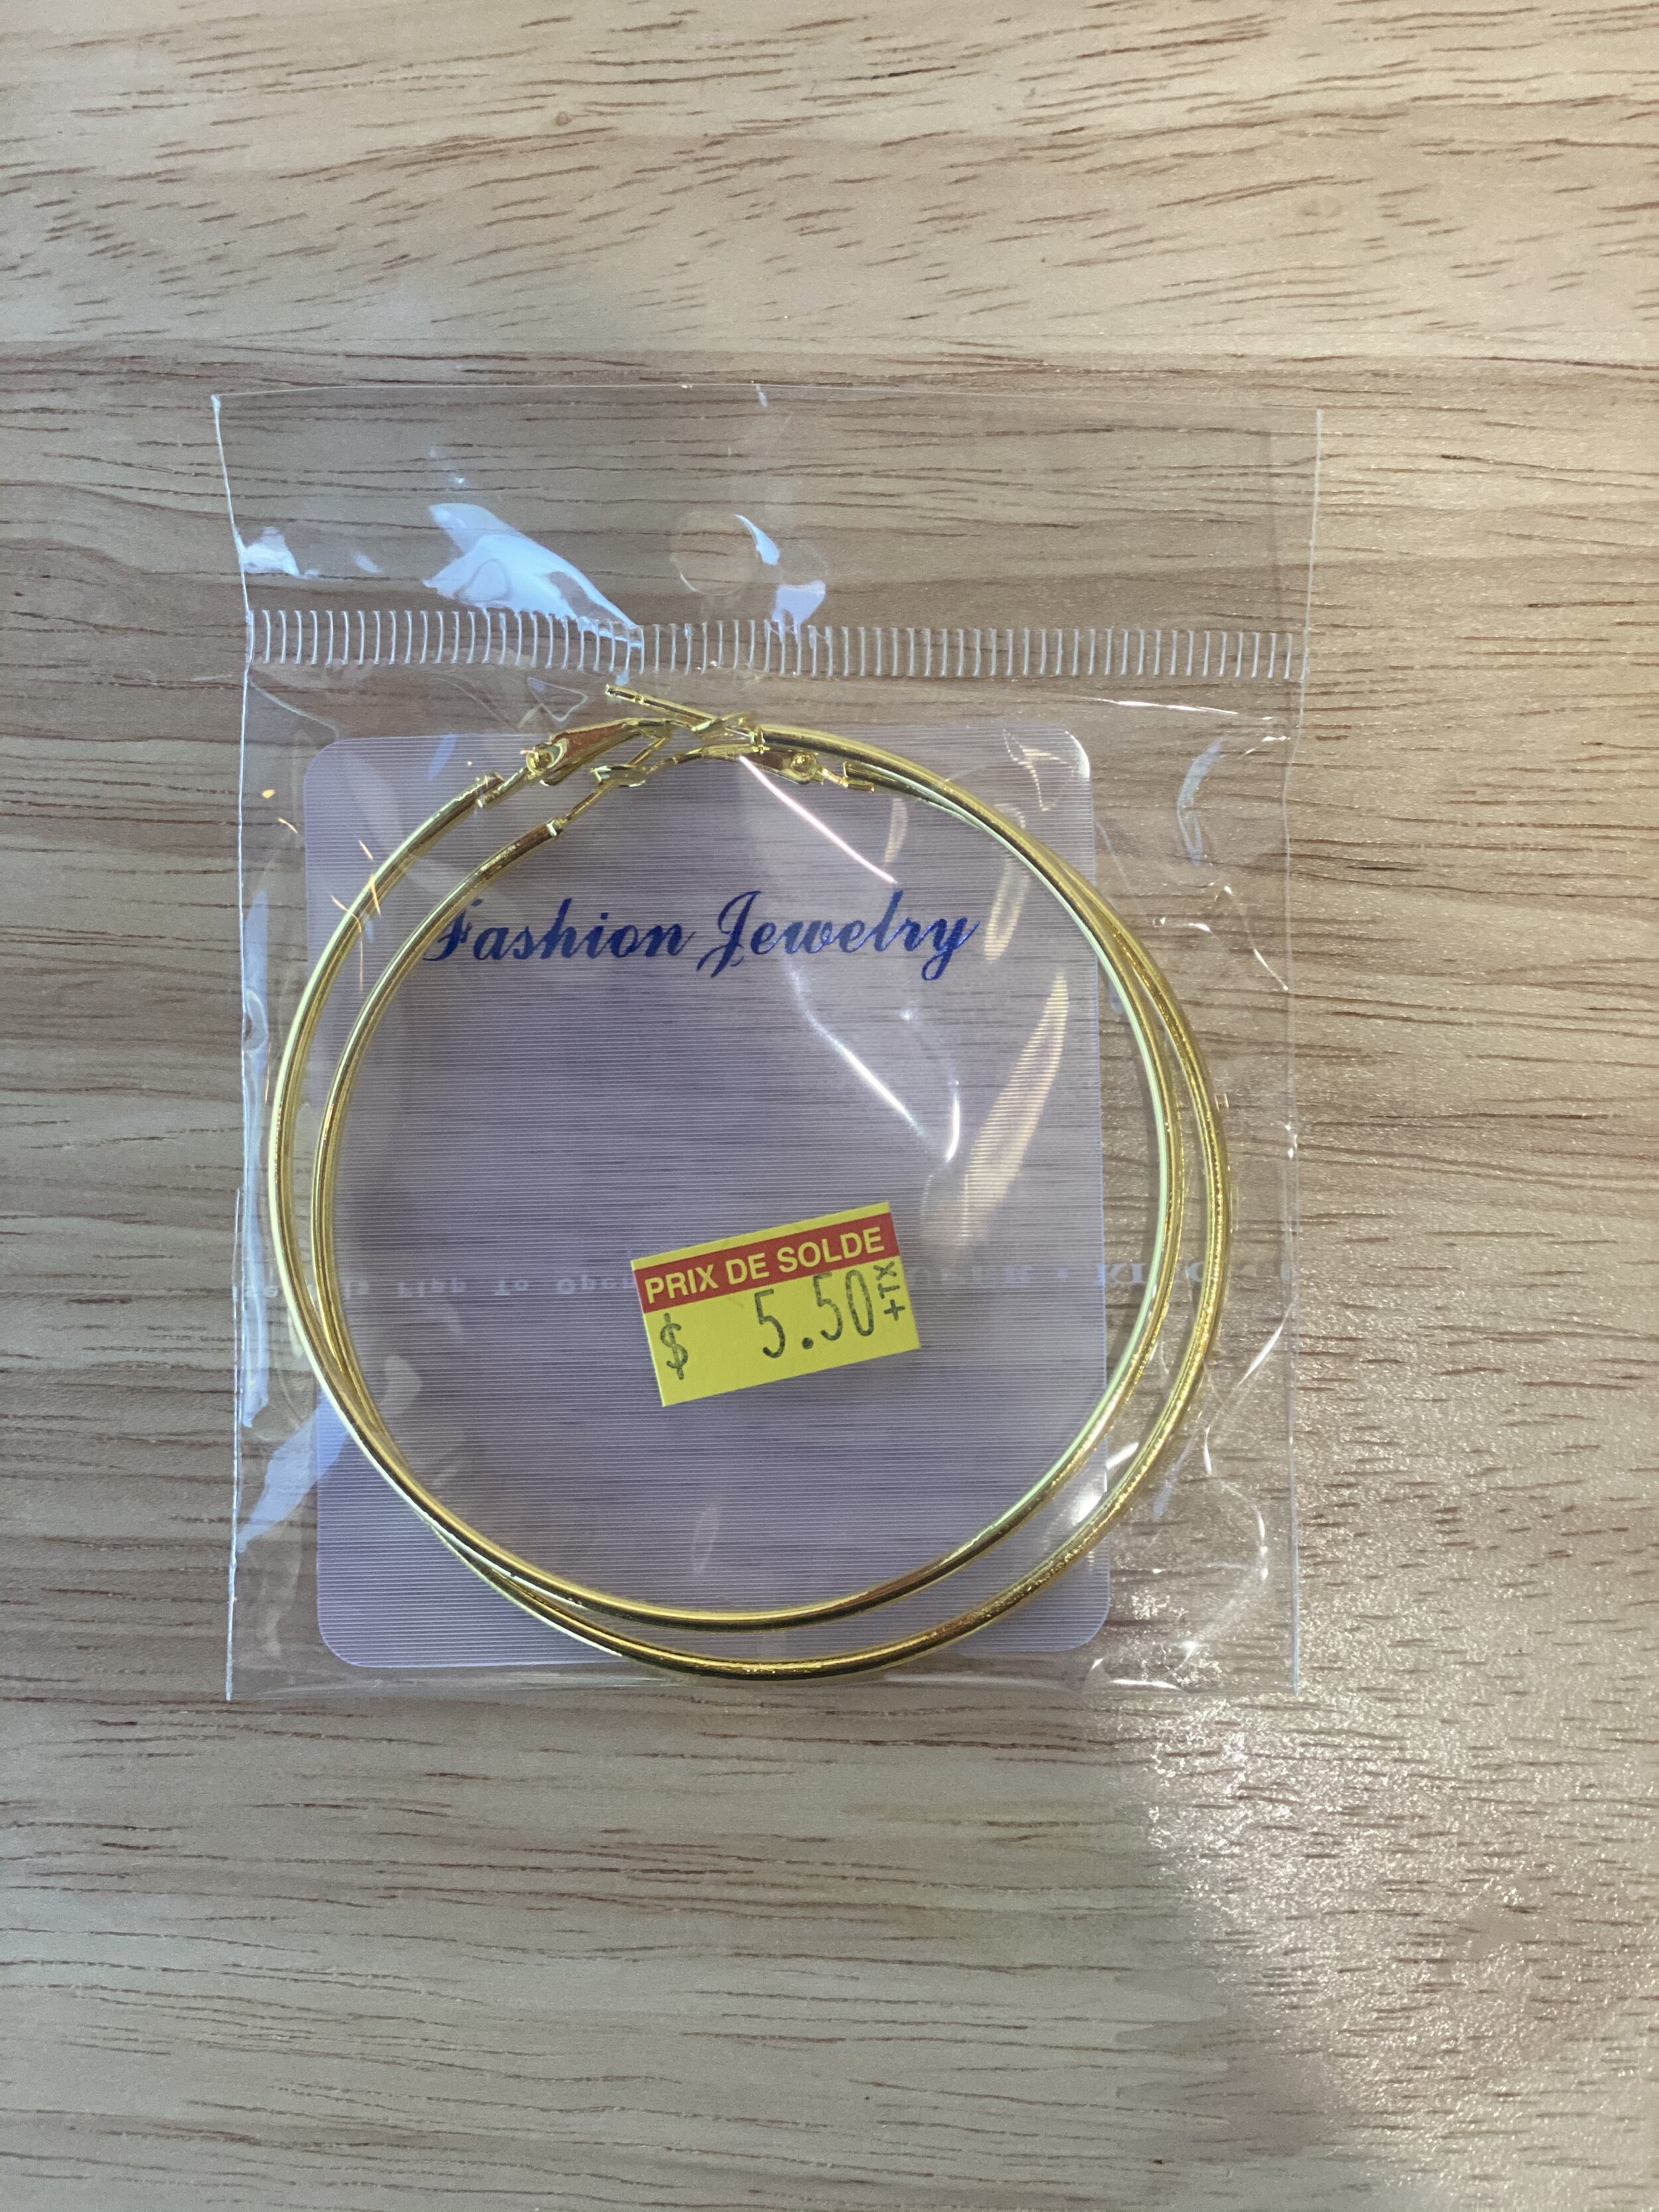 Fashion Jewelry
PRIX DE SOLDE
$ 5.50 +TX